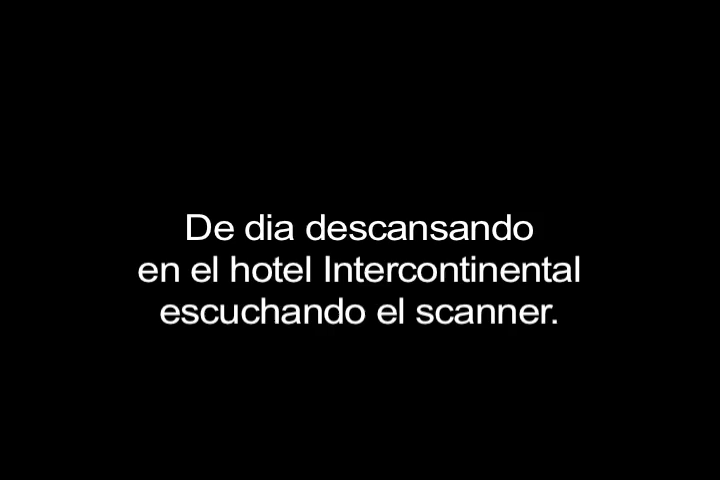 De dia descansando
en el hotel Intercontinental
escuchando el scanner.